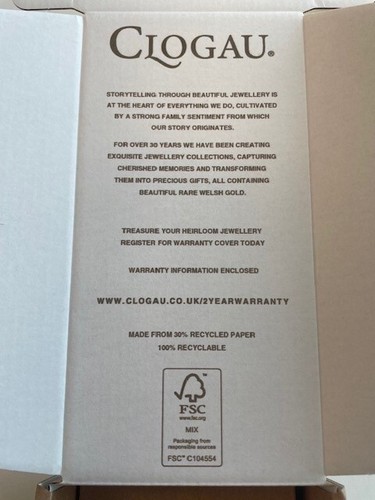 CLOGAU®
STORYTELLING THROUGH BEAUTIFUL JEWELLERY IS
AT THE HEART OF EVERYTHING WE DO, CULTIVATED
BY A STRONG FAMILY SENTIMENT FROM WHICH
OUR STORY ORIGINATES.
FOR OVER 30 YEARS WE HAVE BEEN CREATING
EXQUISITE JEWELLERY COLLECTIONS, CAPTURING
CHERISHED MEMORIES AND TRANSFORMING
THEM INTO PRECIOUS GIFTS, ALL CONTAINING
BEAUTIFUL RARE WELSH GOLD.
TREASURE YOUR HEIRLOOM JEWELLERY
REGISTER FOR WARRANTY COVER TODAY
WARRANTY INFORMATION ENCLOSED
WWW.CLOGAU.CO.UK/2YEARWARRANTY
MADE FROM 30% RECYCLED PAPER
100% RECYCLABLE
™
FSC
www.fsc.org
MIX
Packaging from
responsible sources
FSC™ C104554